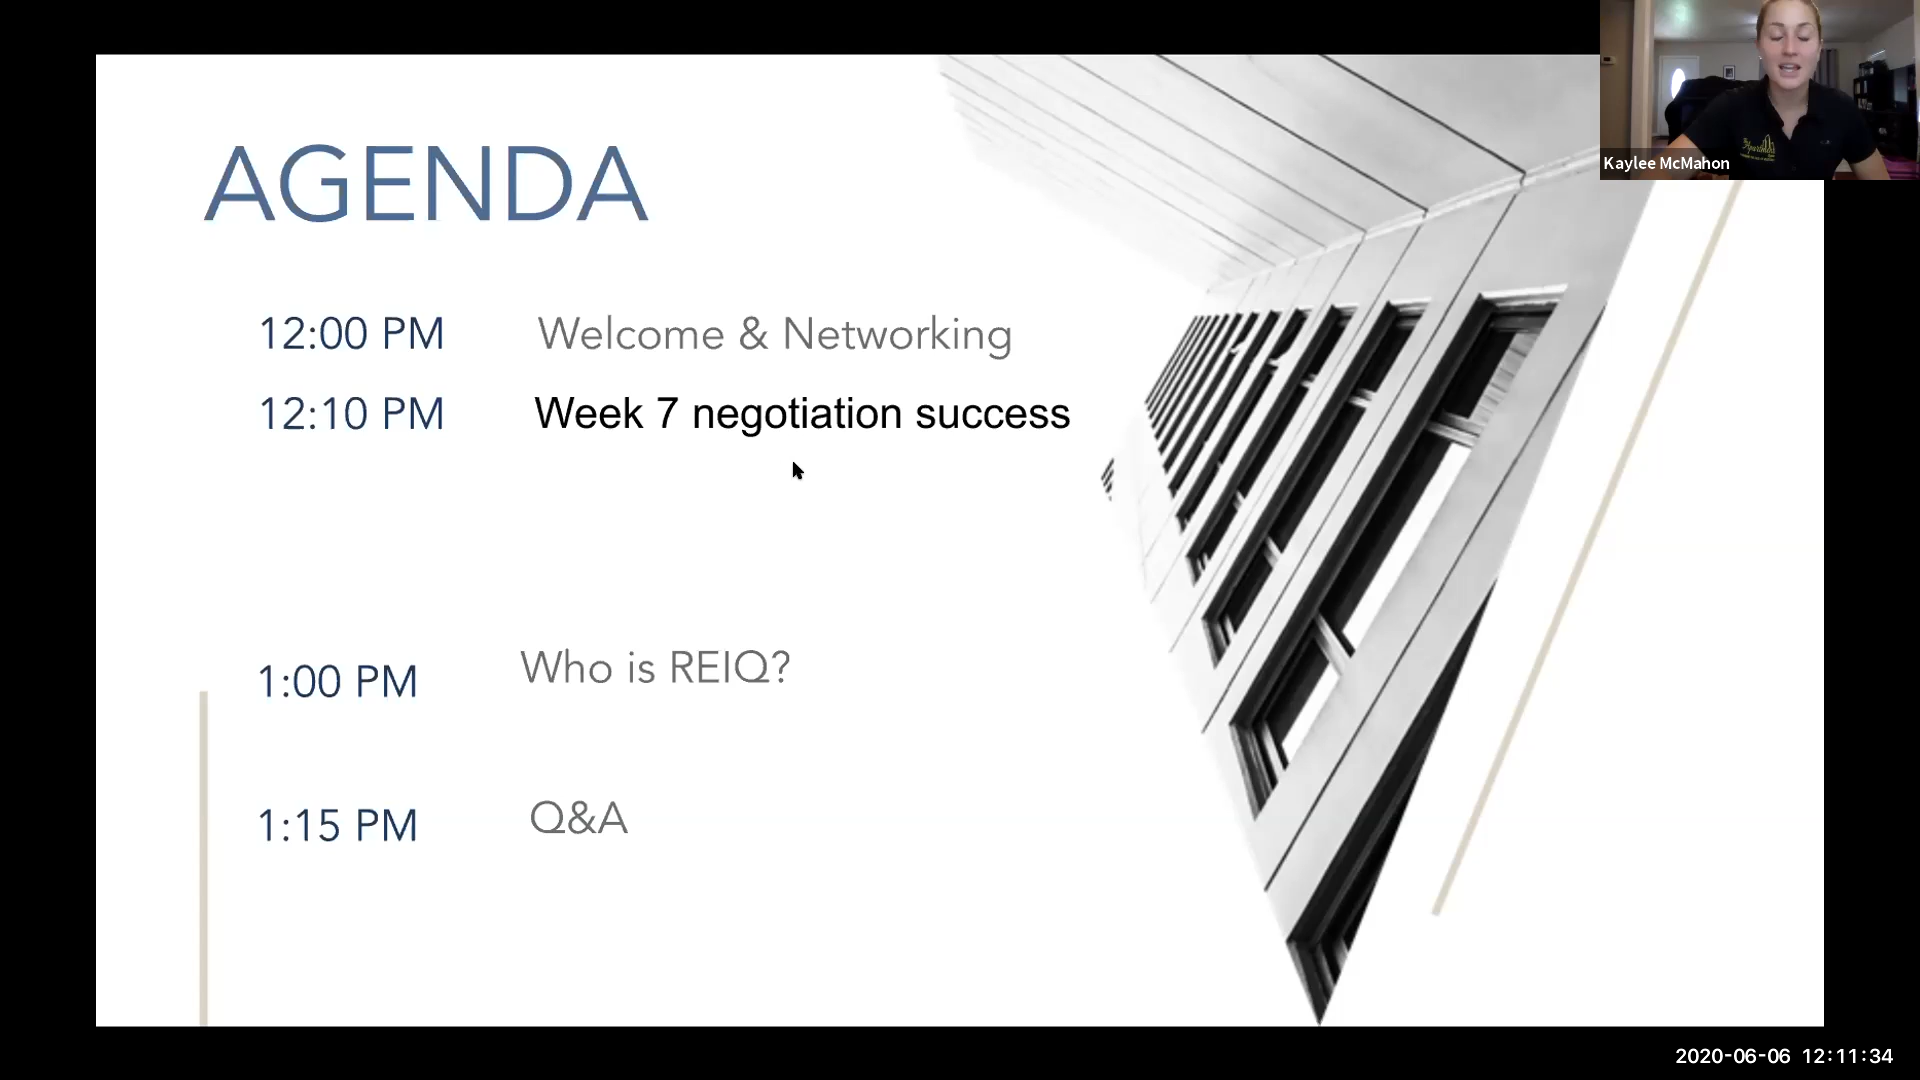 AGENDA
12:00 PM Welcome & Networking
12:10 PM Week 7 negotiation success
1:00 PM Who is REIQ?
1:15 PM Q&A
Kaylee McMahon
2020-06-06 12:11:34